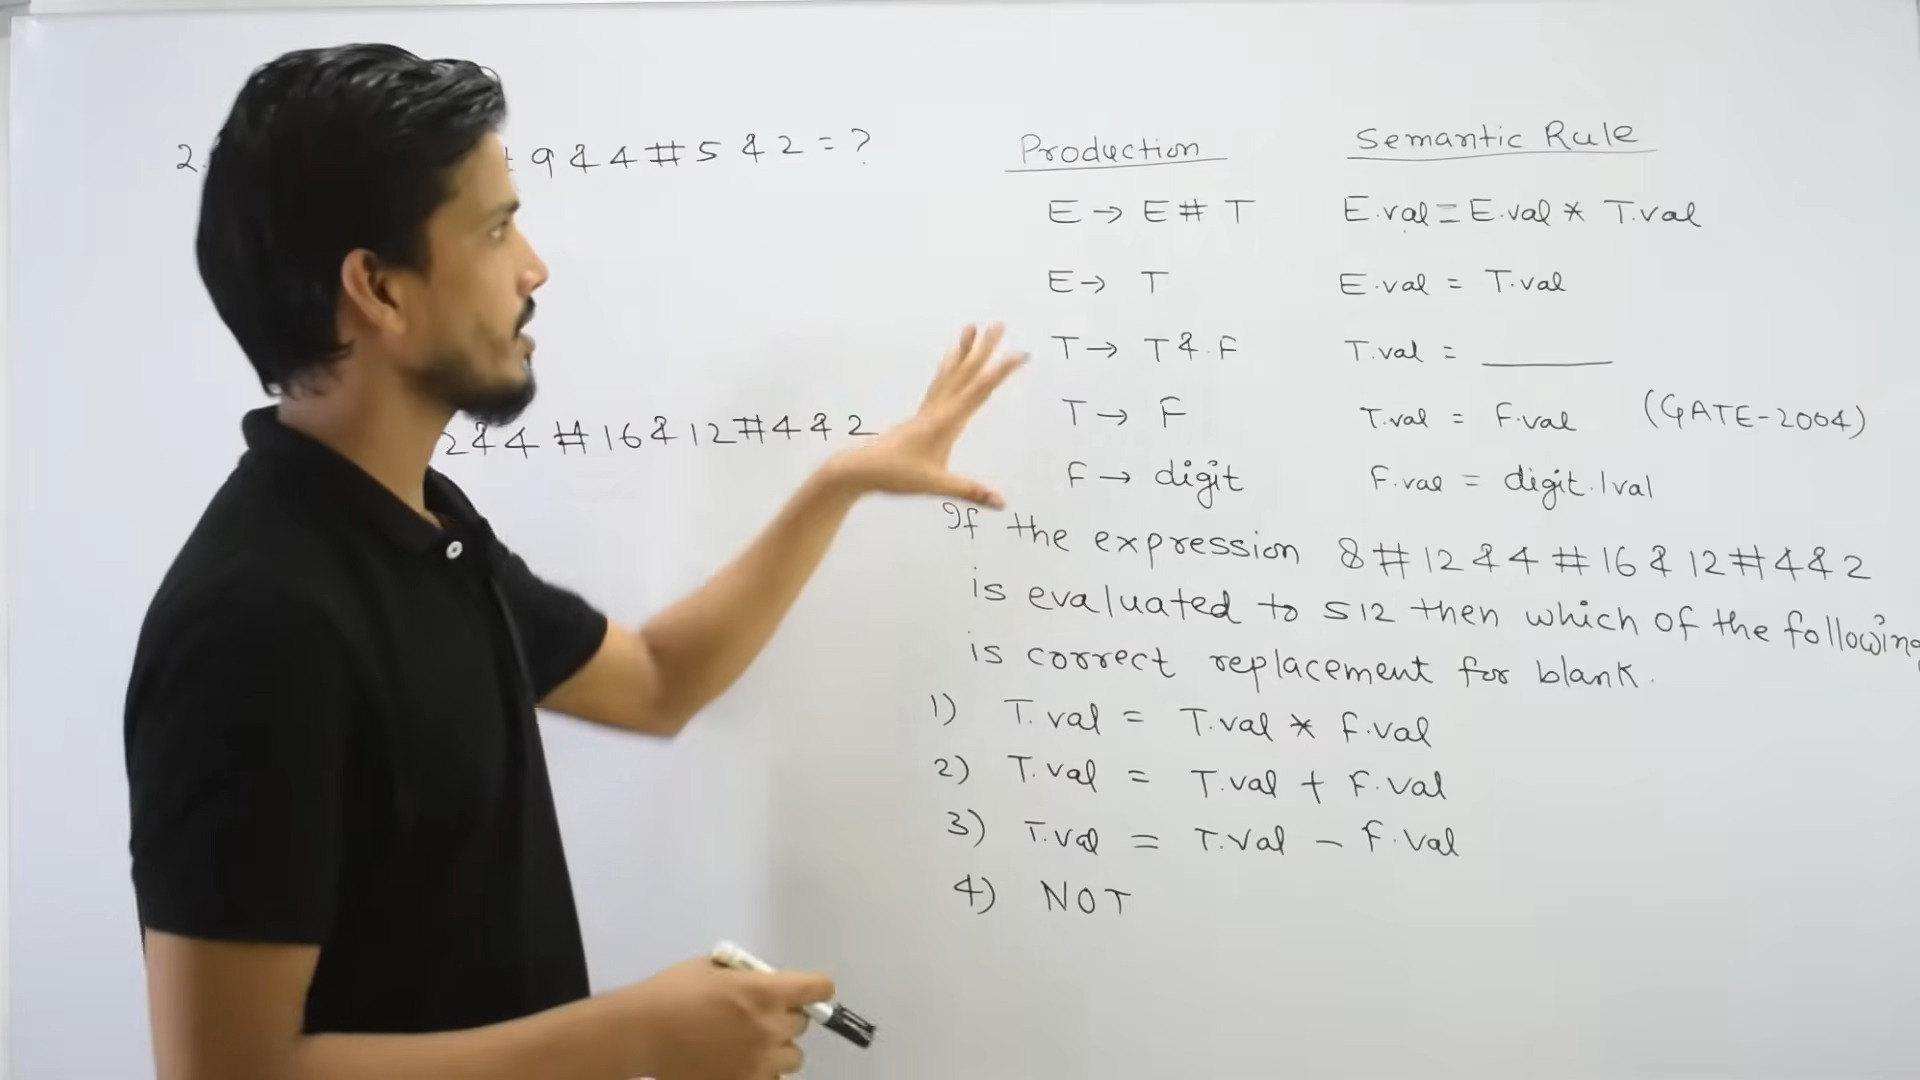 2. 9 & 4 # 5 & 2 = ?
2 & 4 # 16 & 12 # 4 & 2
Production Semantic Rule
E → E # T E.val = E.val * T.val
E → T E.val = T.val
T → T & F T.val = ______
T → F T.val = F.val (GATE-2004)
F → digit F.val = digit.lval
If the expression 8 # 12 & 4 # 16 & 12 # 4 & 2
is evaluated to 512 then which of the following
is correct replacement for blank.
1) T.val = T.val * F.val
2) T.val = T.val + F.val
3) T.val = T.val - F.val
4) NOT